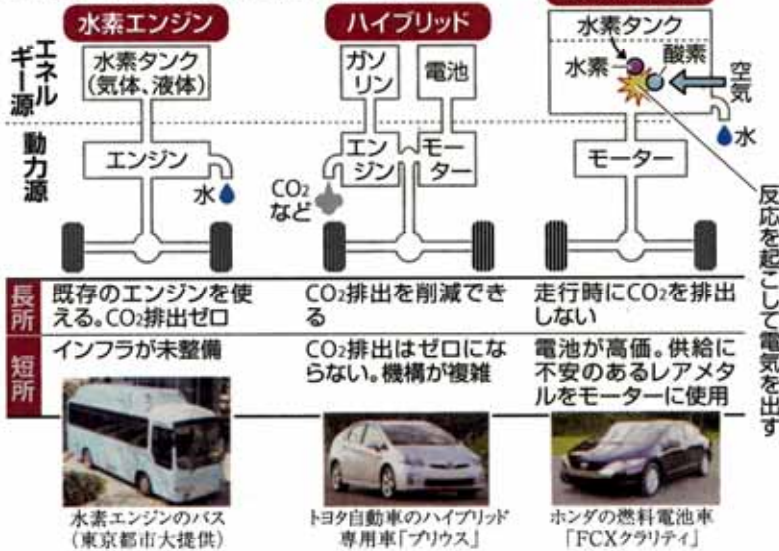 水素エンジン
ハイブリッド
エネルギー源
動力源
水素タンク
(気体、液体)
エンジン
水
ガソ
リン
電池
エン
ジン
モー
ター
CO₂
など
水素タンク
水素
酸素
空気
水
モーター
反応を起こして電気を出す
長所
既存のエンジンを使
える。CO₂排出ゼロ
CO₂排出を削減でき
る
走行時にCO₂を排出
しない
短所
インフラが未整備
CO₂排出はゼロにな
らない。機構が複雑
電池が高価。供給に
不安のあるレアメタ
ルをモーターに使用
水素エンジンのバス
(東京都市大提供)
トヨタ自動車のハイブリッド
専用車「プリウス」
ホンダの燃料電池車
「FCXクラリティ」